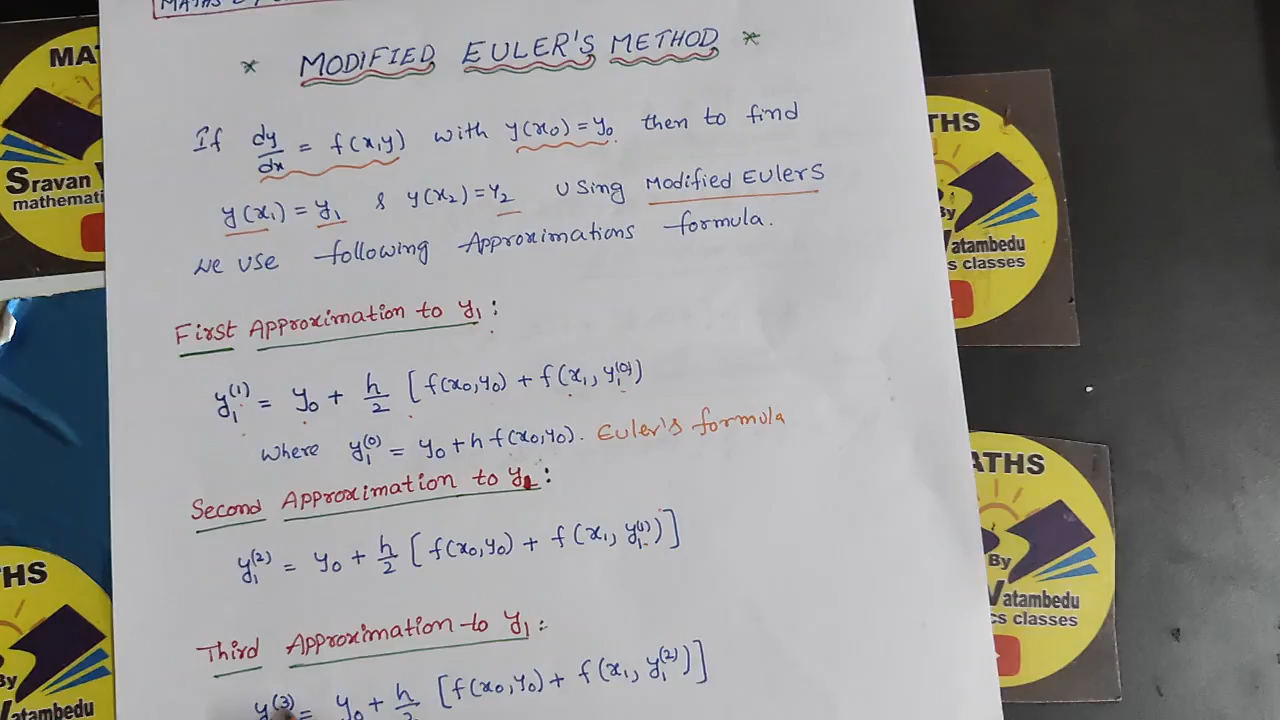 * MODIFIED EULER'S METHOD *
If dy/dx = f(x,y) with y(x₀)=y₀ then to find
y(x₁) = y₁ & y(x₂)=Y₂ using Modified Eulers
we use following Approximations formula.
First Approximation to y₁:
y₁⁽¹⁾ = y₀ + h/2 [f(x₀,y₀) + f(x₁, y₁⁽⁰⁾)
where y₁⁽⁰⁾ = y₀ + h f(x₀,y₀). Euler's formula
Second Approximation to y₁:
y₁⁽²⁾ = y₀ + h/2 [f(x₀,y₀) + f(x₁, y₁⁽¹⁾)]
Third Approximation to y₁:
y⁽³⁾ = y₀ + h/2 [f(x₀,y₀) + f(x₁, y₁⁽²⁾)]
MAT
Sravan
mathemati
THS
By
Vatambedu
s classes
ATHS
By
Vatambedu
cs classes
HS
By
Vatambedu